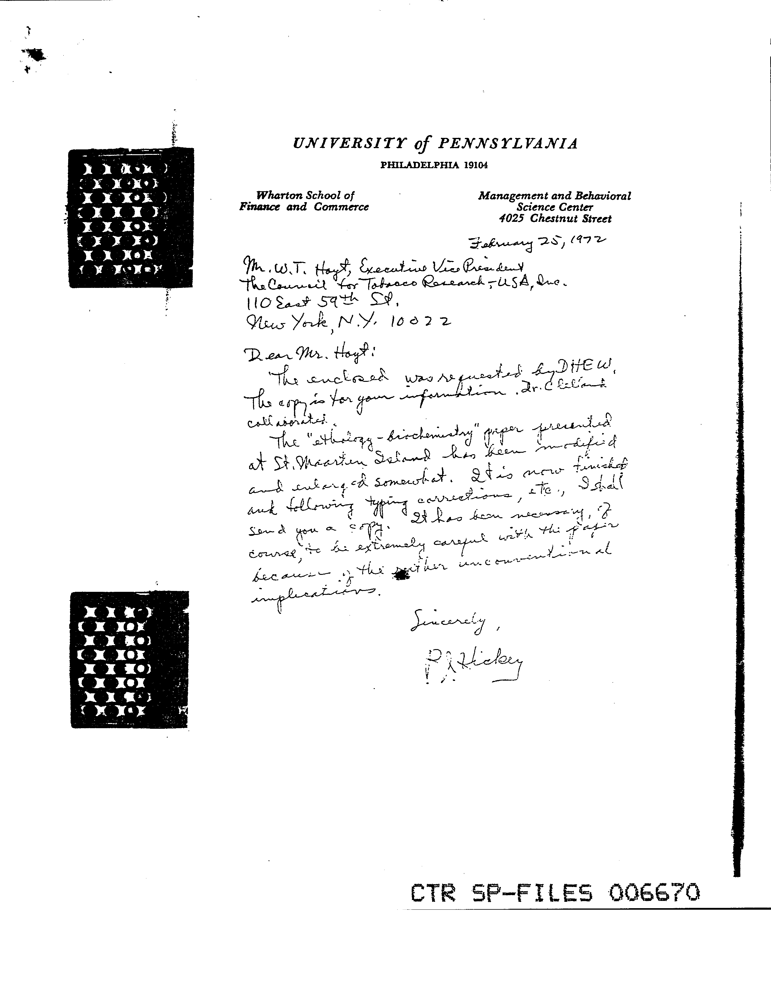 UNIVERSITY of PENNSYLVANIA
PHILADELPHIA 19104
Wharton School of
Finance and Commerce
Management and Behavioral
Science Center
4025 Chestnut Street
February 25, 1972
Mr. W.T. Hoyt, Executive Vice President
The Council for Tobacco Research-USA, Inc.
110 East 59th St.
New York, N.Y. 10022
Dear Mr. Hoyt:
The enclosed was requested by DHEW.
The copy is for your information. Dr. Clelland
collaborated.
The "ethology-biochemistry" paper presented
at St. Maarten Island has been modified
and enlarged somewhat. It is now finished
and following typing corrections, etc., I shall
send you a copy. It has been necessary, of
course, to be extremely careful with the paper
because of the rather unconventional
implications.
Sincerely,
R J Hickey
CTR SP-FILES 006670